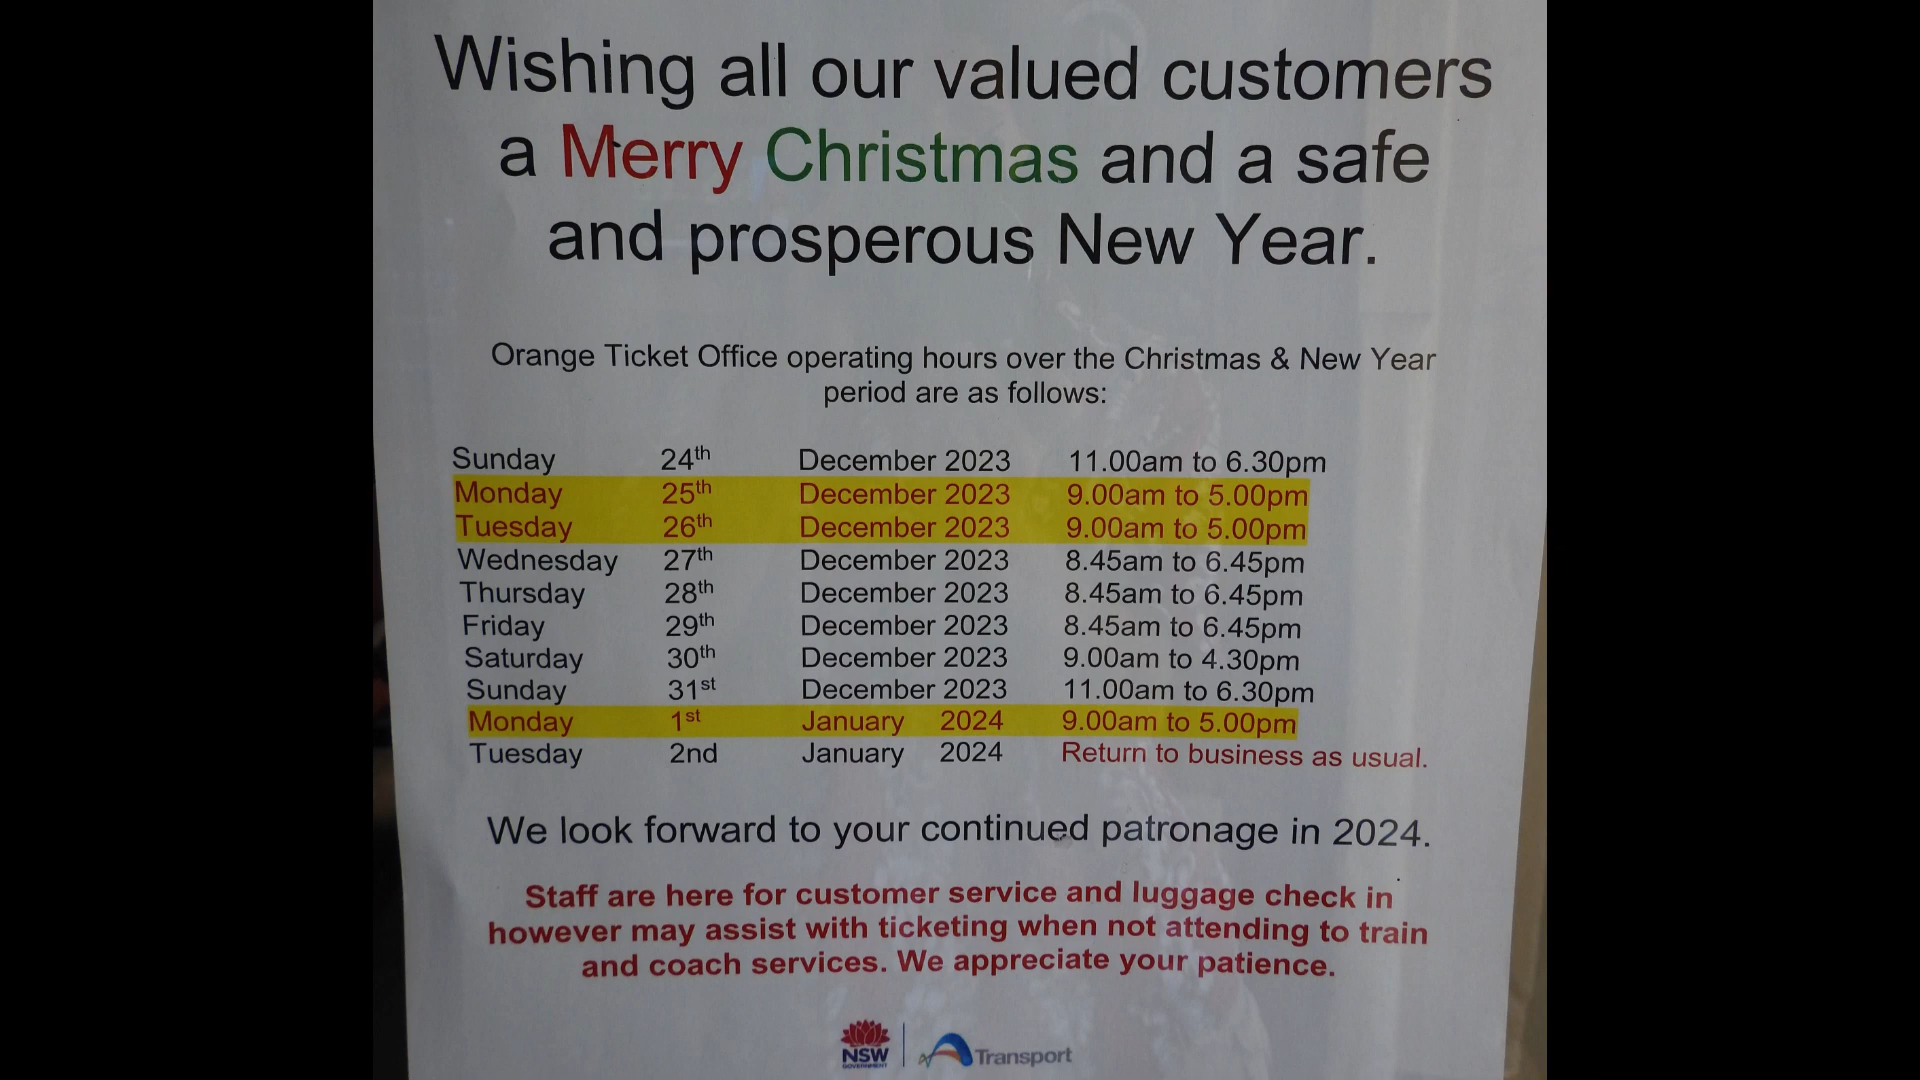 Wishing all our valued customers
a Merry Christmas and a safe
and prosperous New Year.
Orange Ticket Office operating hours over the Christmas & New Year
period are as follows:
Sunday 24th December 2023 11.00am to 6.30pm
Monday 25th December 2023 9.00am to 5.00pm
Tuesday 26th December 2023 9.00am to 5.00pm
Wednesday 27th December 2023 8.45am to 6.45pm
Thursday 28th December 2023 8.45am to 6.45pm
Friday 29th December 2023 8.45am to 6.45pm
Saturday 30th December 2023 9.00am to 4.30pm
Sunday 31st December 2023 11.00am to 6.30pm
Monday 1st January 2024 9.00am to 5.00pm
Tuesday 2nd January 2024 Return to business as usual.
We look forward to your continued patronage in 2024.
Staff are here for customer service and luggage check in
however may assist with ticketing when not attending to train
and coach services. We appreciate your patience.
NSW
GOVERNMENT
Transport